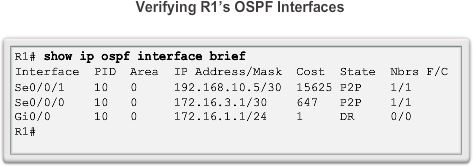 Verifying R1's OSPF Interfaces
R1# show ip ospf interface brief
Interface PID Area IP Address/Mask Cost State Nbrs F/C
Se0/0/1 10 0 192.168.10.5/30 15625 P2P 1/1
Se0/0/0 10 0 172.16.3.1/30 647 P2P 1/1
Gi0/0 10 0 172.16.1.1/24 1 DR 0/0
R1#